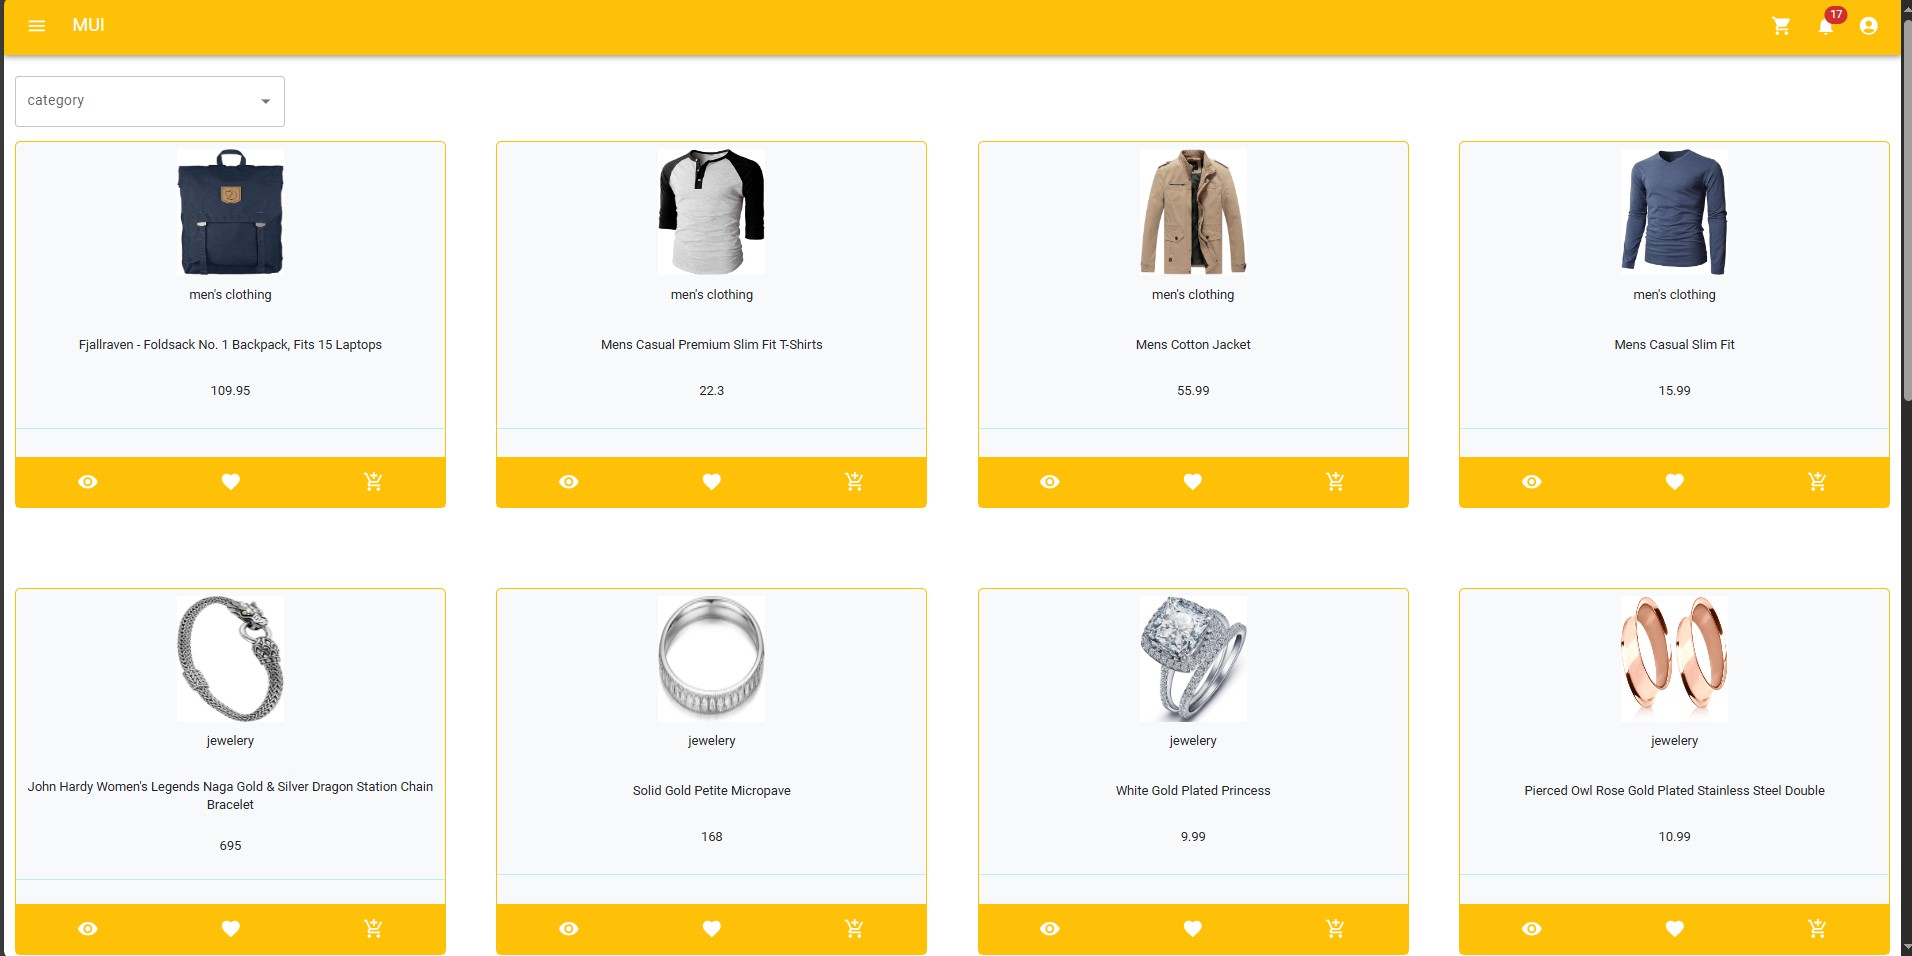 MUI
17
category
men's clothing
men's clothing
men's clothing
men's clothing
Fjallraven - Foldsack No. 1 Backpack, Fits 15 Laptops
Mens Casual Premium Slim Fit T-Shirts
Mens Cotton Jacket
Mens Casual Slim Fit
109.95
22.3
55.99
15.99
jewelery
jewelery
jewelery
jewelery
John Hardy Women's Legends Naga Gold & Silver Dragon Station Chain
Bracelet
Solid Gold Petite Micropave
White Gold Plated Princess
Pierced Owl Rose Gold Plated Stainless Steel Double
695
168
9.99
10.99